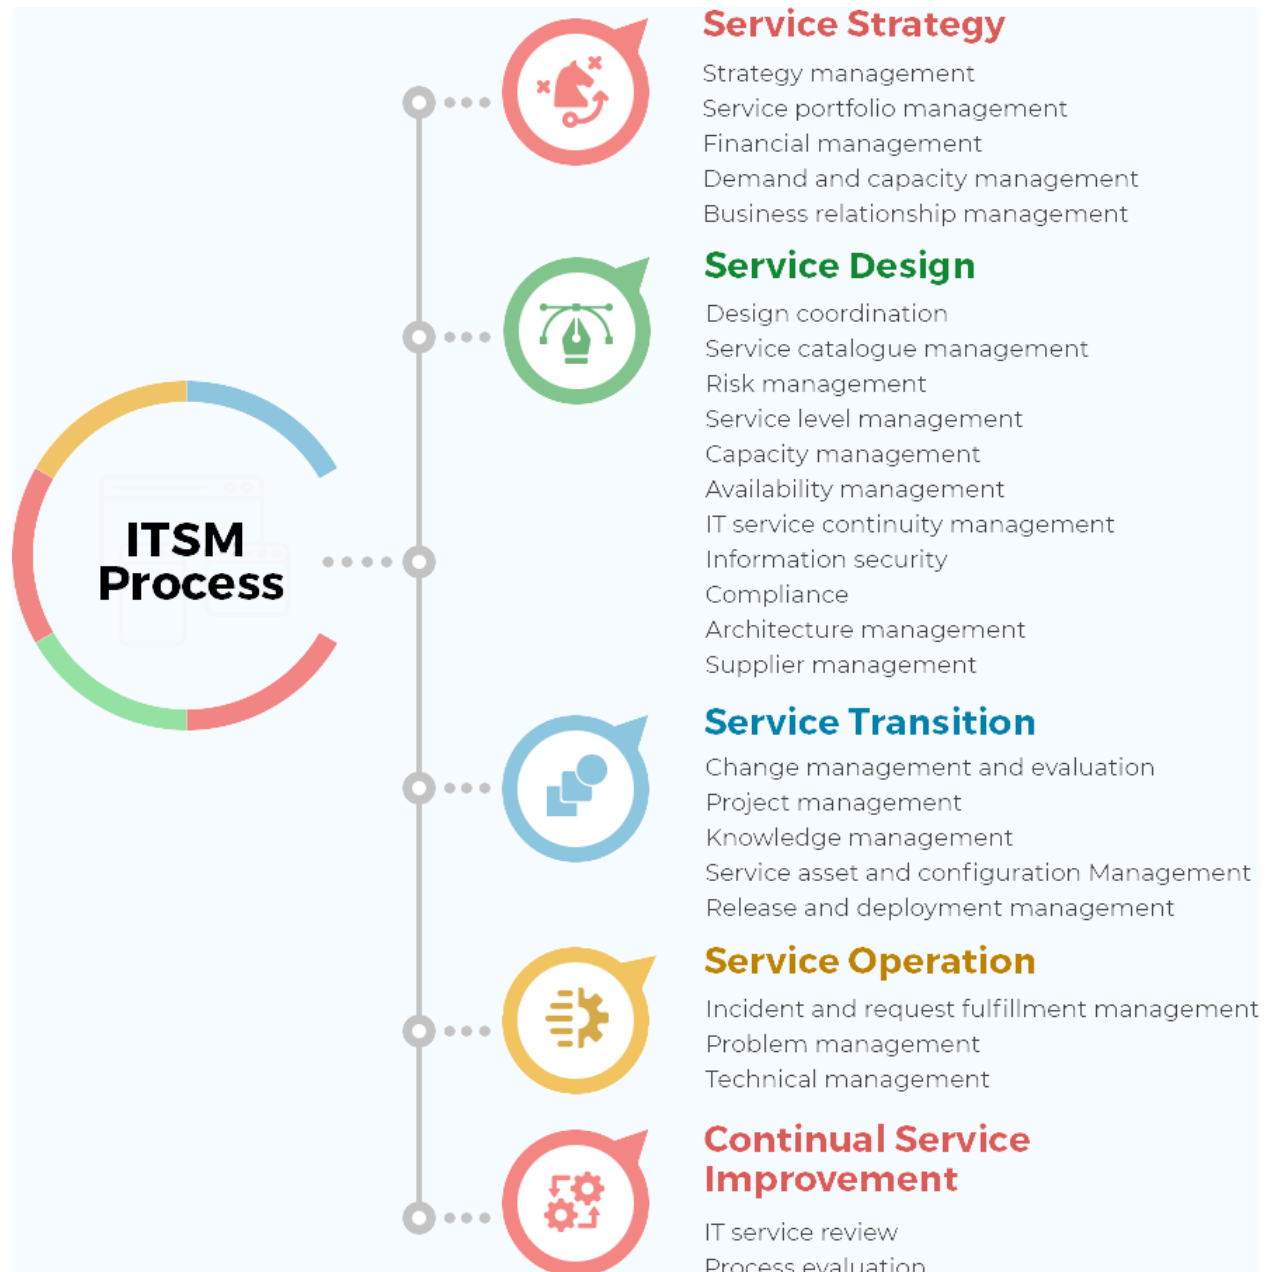 ITSM
Process
Service Strategy
Strategy management
Service portfolio management
Financial management
Demand and capacity management
Business relationship management
Service Design
Design coordination
Service catalogue management
Risk management
Service level management
Capacity management
Availability management
IT service continuity management
Information security
Compliance
Architecture management
Supplier management
Service Transition
Change management and evaluation
Project management
Knowledge management
Service asset and configuration Management
Release and deployment management
Service Operation
Incident and request fulfillment management
Problem management
Technical management
Continual Service
Improvement
IT service review
Process evaluation